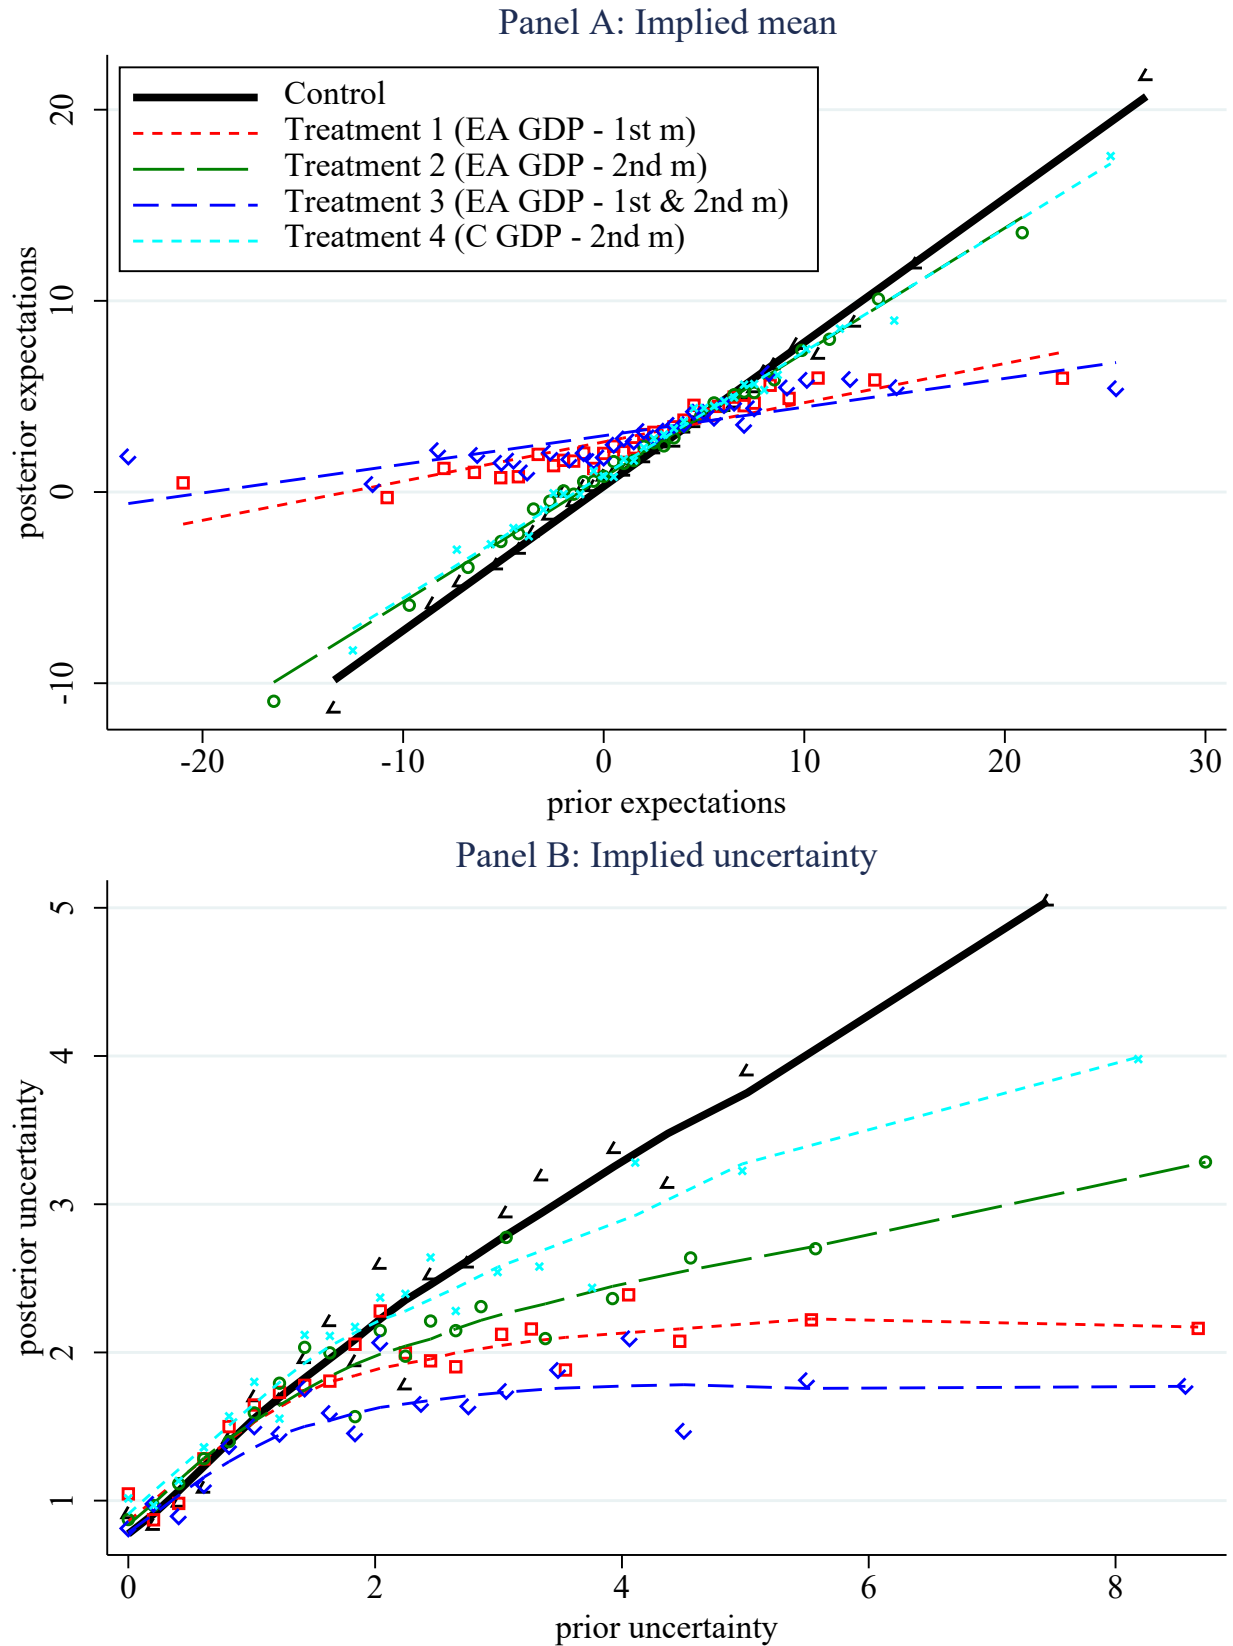 Panel A: Implied mean
Control
Treatment 1 (EA GDP - 1st m)
Treatment 2 (EA GDP - 2nd m)
Treatment 3 (EA GDP - 1st & 2nd m)
Treatment 4 (C GDP - 2nd m)
posterior expectations
20
10
0
-10
-20
-10
0
10
20
30
prior expectations
Panel B: Implied uncertainty
posterior uncertainty
5
4
3
2
1
0
2
4
6
8
prior uncertainty